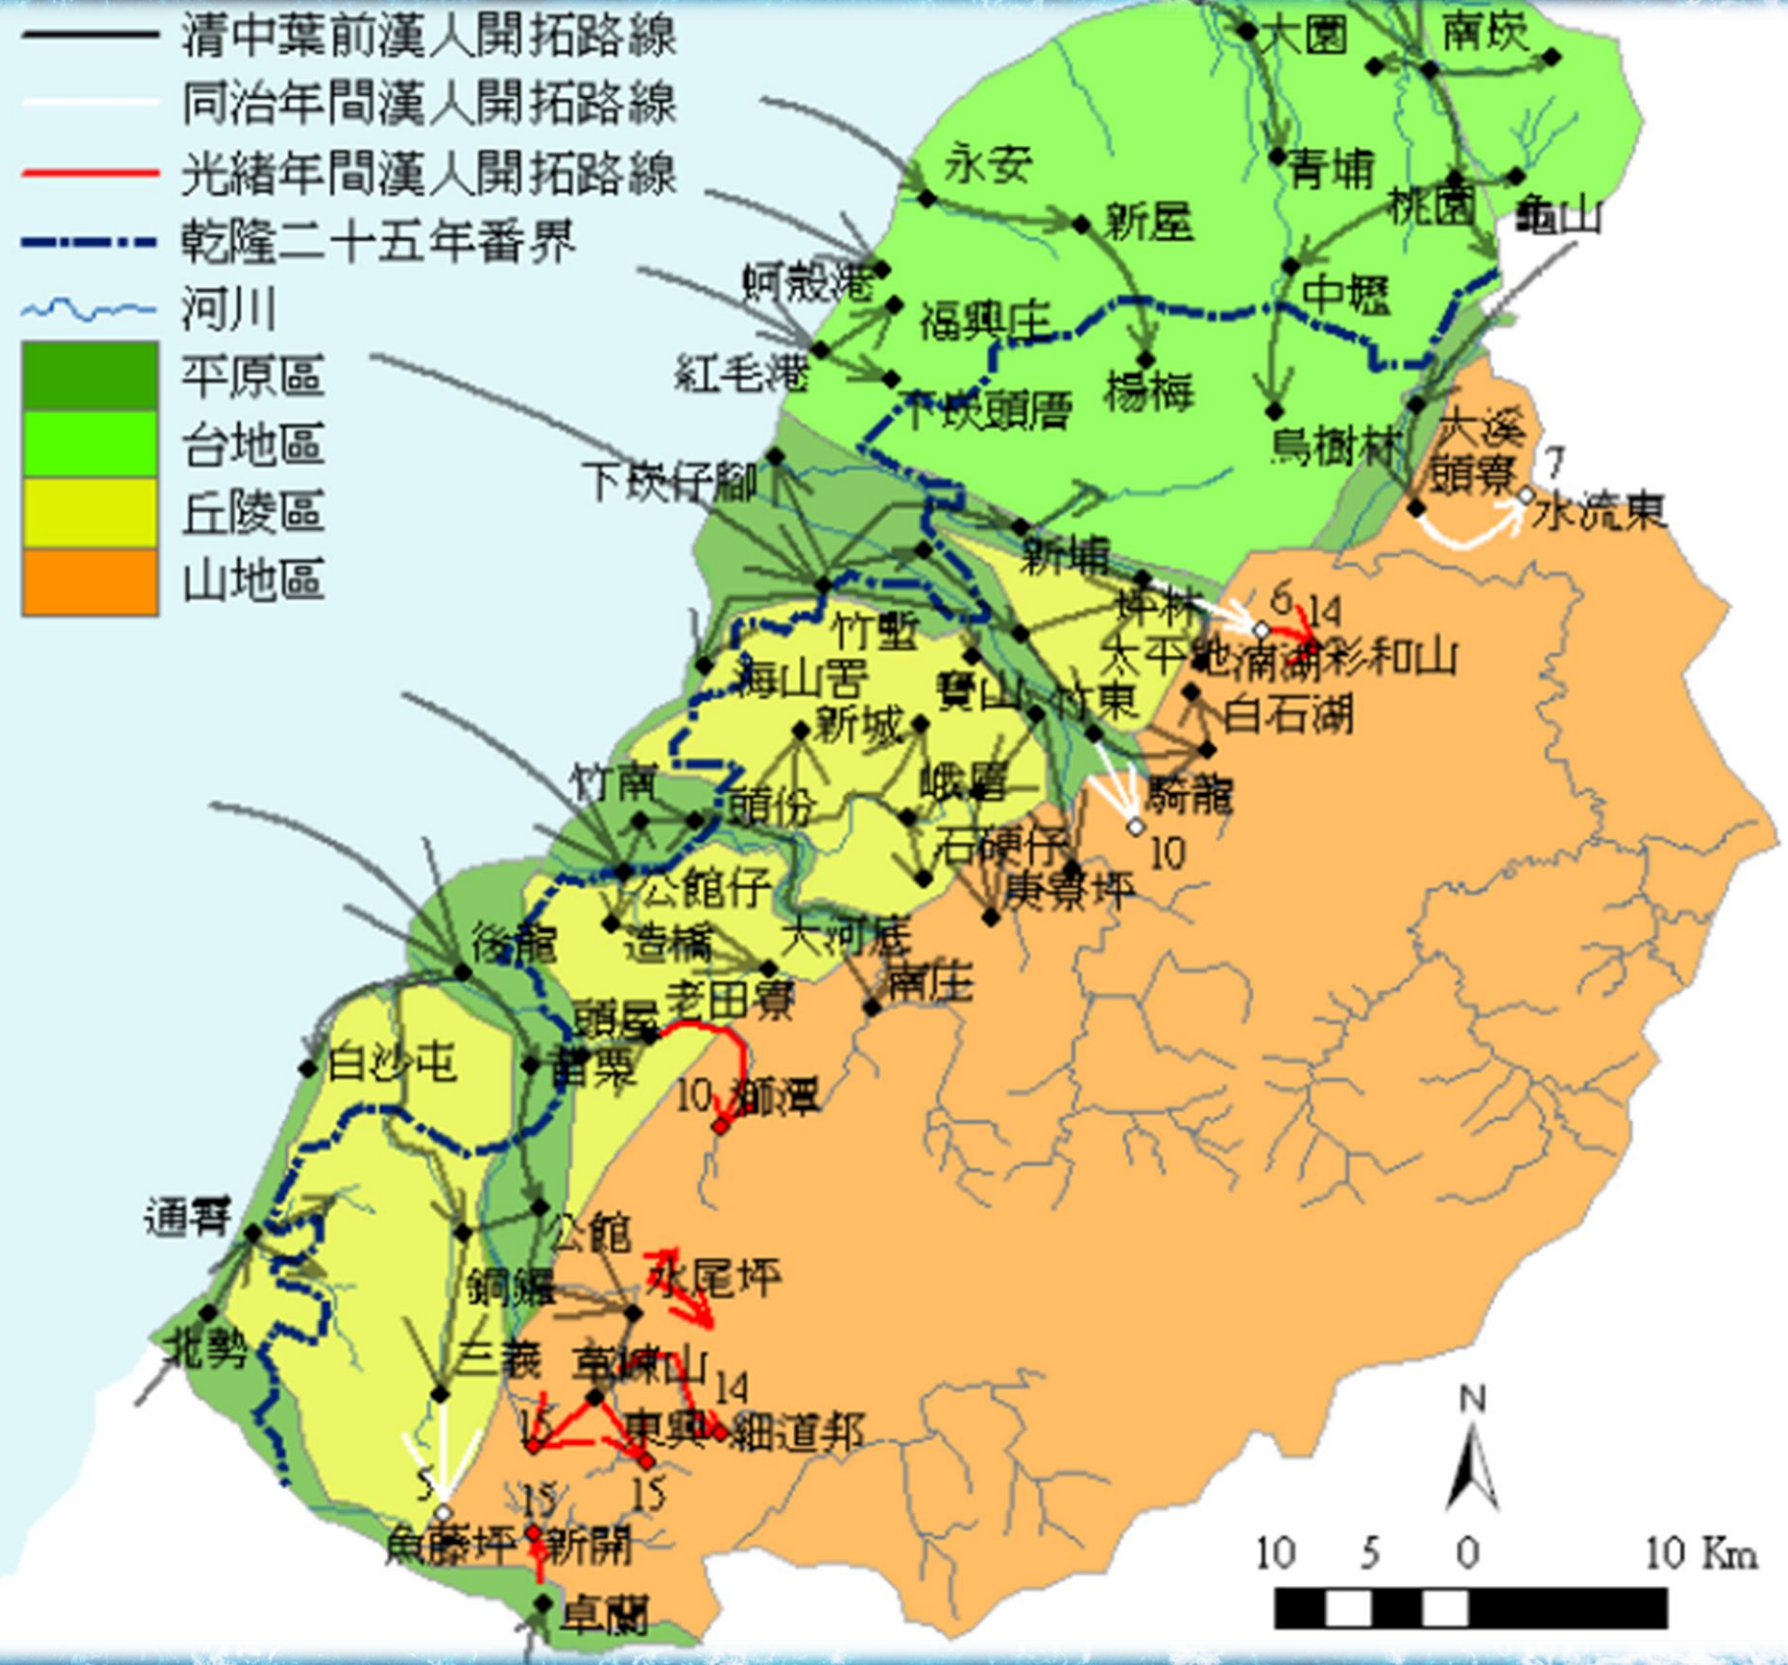 清中葉前漢人開拓路線
同治年間漢人開拓路線
光緒年間漢人開拓路線
乾隆二十五年番界
河川
平原區
台地區
丘陵區
山地區
大園
南崁
永安
青埔
桃園
龜山
新屋
蚵殼港
福興庄
中壢
紅毛港
下崁頭厝
楊梅
烏樹林
大溪
頭寮
7
水流東
下崁仔腳
新埔
坪林
6
14
竹塹
太平地
湳湖
彩和山
海山罟
寶山
竹東
白石湖
新城
竹南
頭份
峨眉
騎龍
10
石硬仔
公館仔
庚寮坪
後龍
造橋
大河底
南庄
老田寮
頭屋
白沙屯
苗栗
10
獅潭
通霄
公館
水尾坪
銅鑼
北勢
三義
草崠山
14
15
東興
細道邦
5
15
15
魚藤坪
新開
卓蘭
N
10
5
0
10 Km